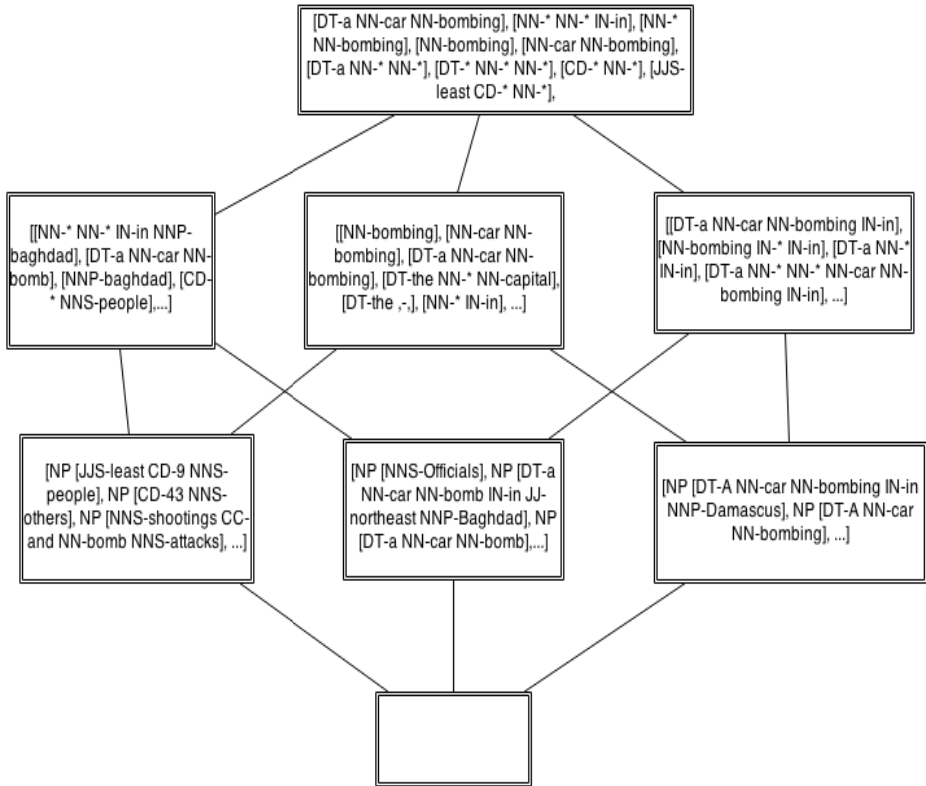 [DT-a NN-car NN-bombing], [NN-* NN-* IN-in], [NN-*
NN-bombing], [NN-bombing], [NN-car NN-bombing],
[DT-a NN-* NN-*], [DT-* NN-* NN-*], [CD-* NN-*], [JJS-
least CD-* NN-*],
[[NN-* NN-* IN-in NNP-
baghdad], [DT-a NN-car NN-
bomb], [NNP-baghdad], [CD-
* NNS-people],...]
[[NN-bombing], [NN-car NN-
bombing], [DT-a NN-car NN-
bombing], [DT-the NN-* NN-capital],
[DT-the ,-,], [NN-* IN-in], ...]
[[DT-a NN-car NN-bombing IN-in],
[NN-bombing IN-* IN-in], [DT-a NN-*
IN-in], [DT-a NN-* NN-* NN-car NN-
bombing IN-in], ...]
[NP [JJS-least CD-9 NNS-
people], NP [CD-43 NNS-
others], NP [NNS-shootings CC-
and NN-bomb NNS-attacks], ...]
[NP [NNS-Officials], NP [DT-a
NN-car NN-bomb IN-in JJ-
northeast NNP-Baghdad], NP
[DT-a NN-car NN-bomb],...]
[NP [DT-A NN-car NN-bombing IN-in
NNP-Damascus], NP [DT-A NN-car
NN-bombing], ...]